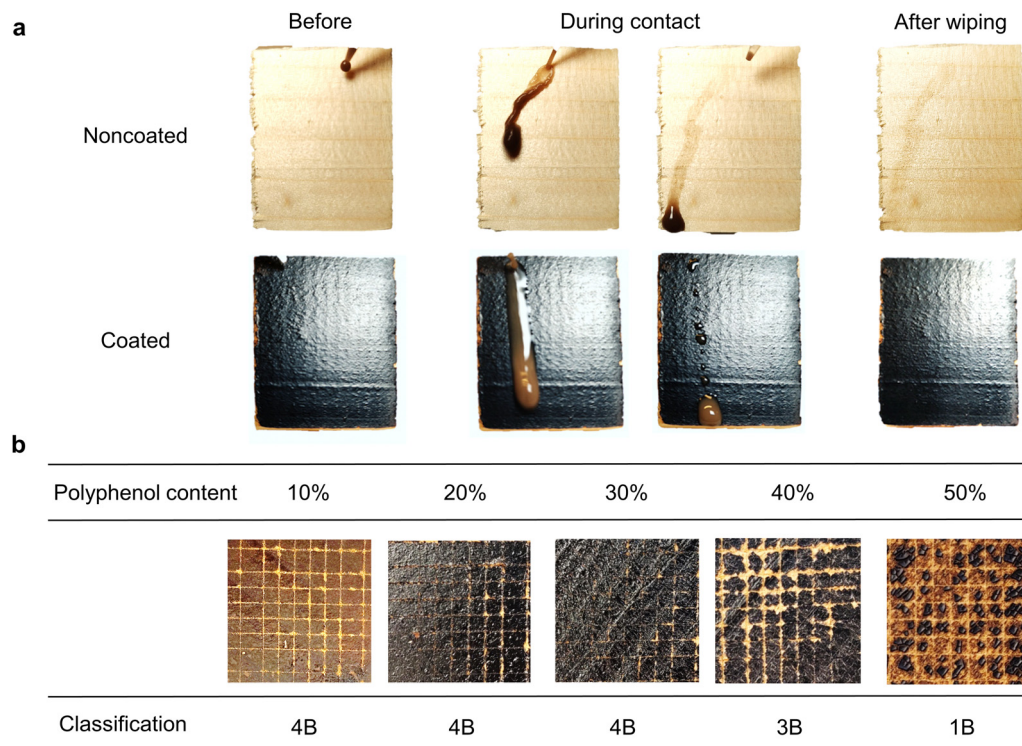 a
Before During contact After wiping
Noncoated
Coated
b
Polyphenol content 10% 20% 30% 40% 50%
Classification 4B 4B 4B 3B 1B